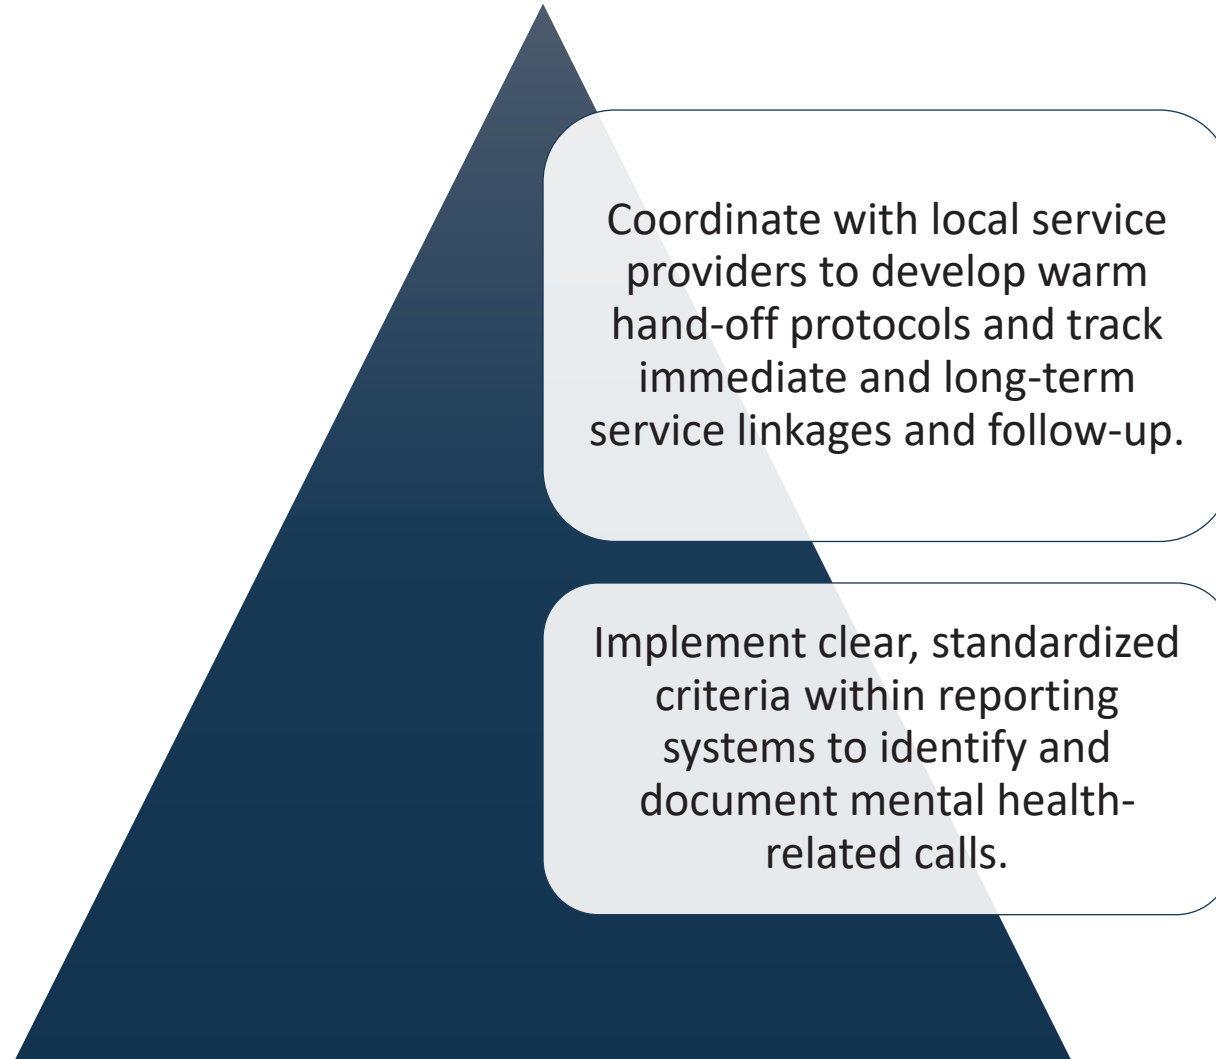 Coordinate with local service
providers to develop warm
hand-off protocols and track
immediate and long-term
service linkages and follow-up.
Implement clear, standardized
criteria within reporting
systems to identify and
document mental health-
related calls.